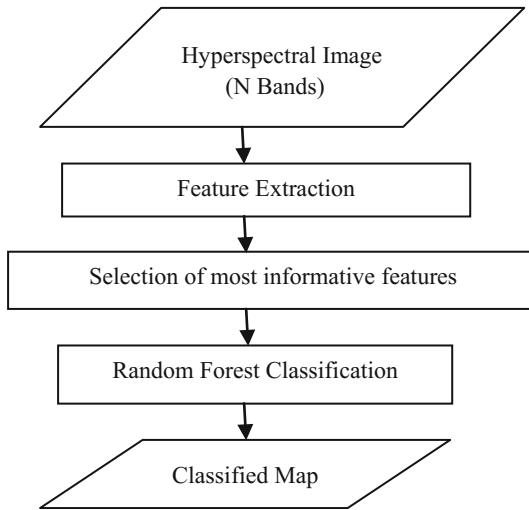 Hyperspectral Image
(N Bands)
Feature Extraction
Selection of most informative features
Random Forest Classification
Classified Map